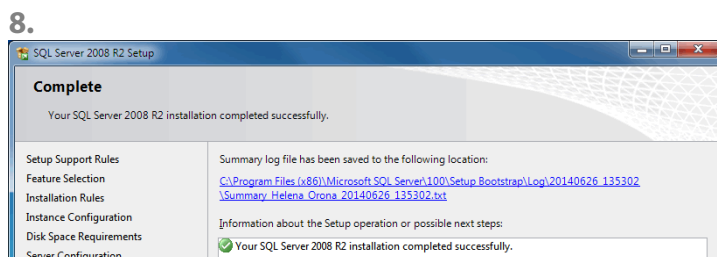 8.
SQL Server 2008 R2 Setup
Complete
Your SQL Server 2008 R2 installation completed successfully.
Setup Support Rules
Feature Selection
Installation Rules
Instance Configuration
Disk Space Requirements
Server Configuration
Summary log file has been saved to the following location:
C:\Program Files (x86)\Microsoft SQL Server\100\Setup Bootstrap\Log\20140626_135302
\Summary_Helena_Orona_20140626_135302.txt
Information about the Setup operation or possible next steps:
Your SQL Server 2008 R2 installation completed successfully.